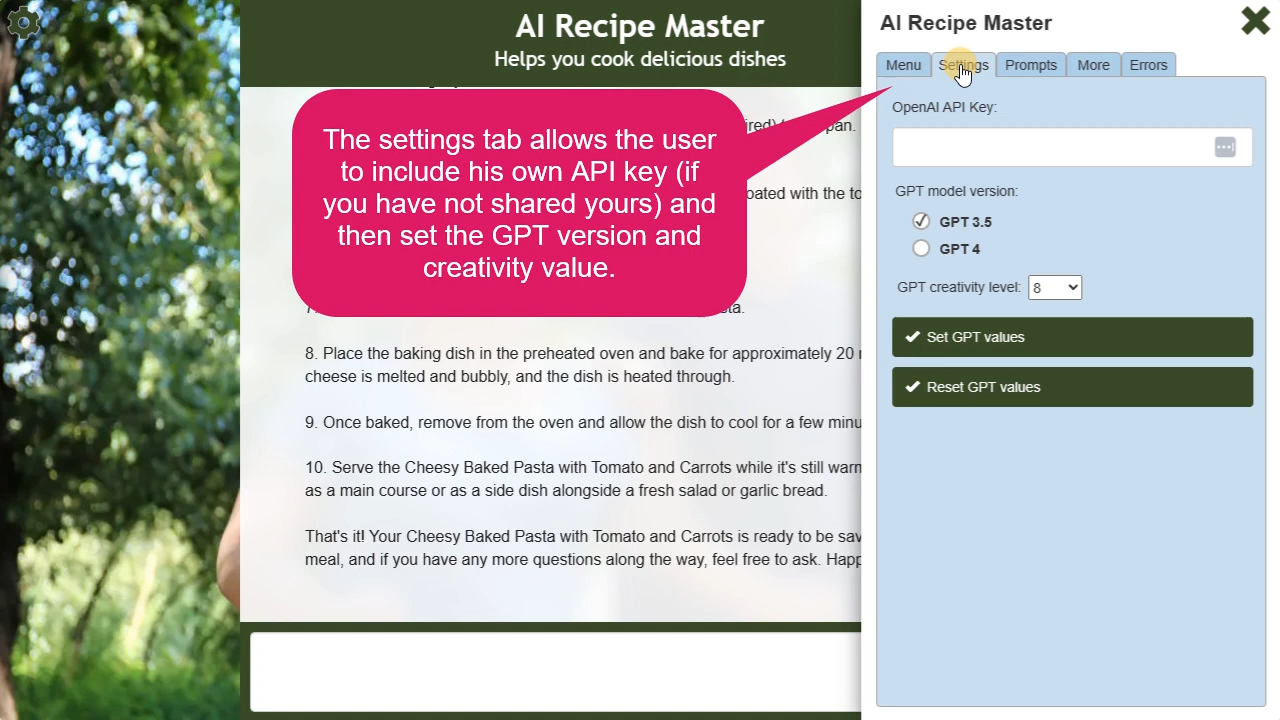 AI Recipe Master
Helps you cook delicious dishes
pan.
The settings tab allows the user
to include his own API key (if
you have not shared yours) and
then set the GPT version and
creativity value.
with the
8. Place the baking dish in the preheated oven and bake for approximately 20
cheese is melted and bubbly, and the dish is heated through.
9. Once baked, remove from the oven and allow the dish to cool for a few
10. Serve the Cheesy Baked Pasta with Tomato and Carrots while it's still
as a main course or as a side dish alongside a fresh salad or garlic bread.
That's it! Your Cheesy Baked Pasta with Tomato and Carrots is ready to be
meal, and if you have any more questions along the way, feel free to ask.
AI Recipe Master
Menu Settings Prompts More Errors
OpenAI API Key:
GPT model version:
GPT 3.5
GPT 4
GPT creativity level: 8
Set GPT values
Reset GPT values